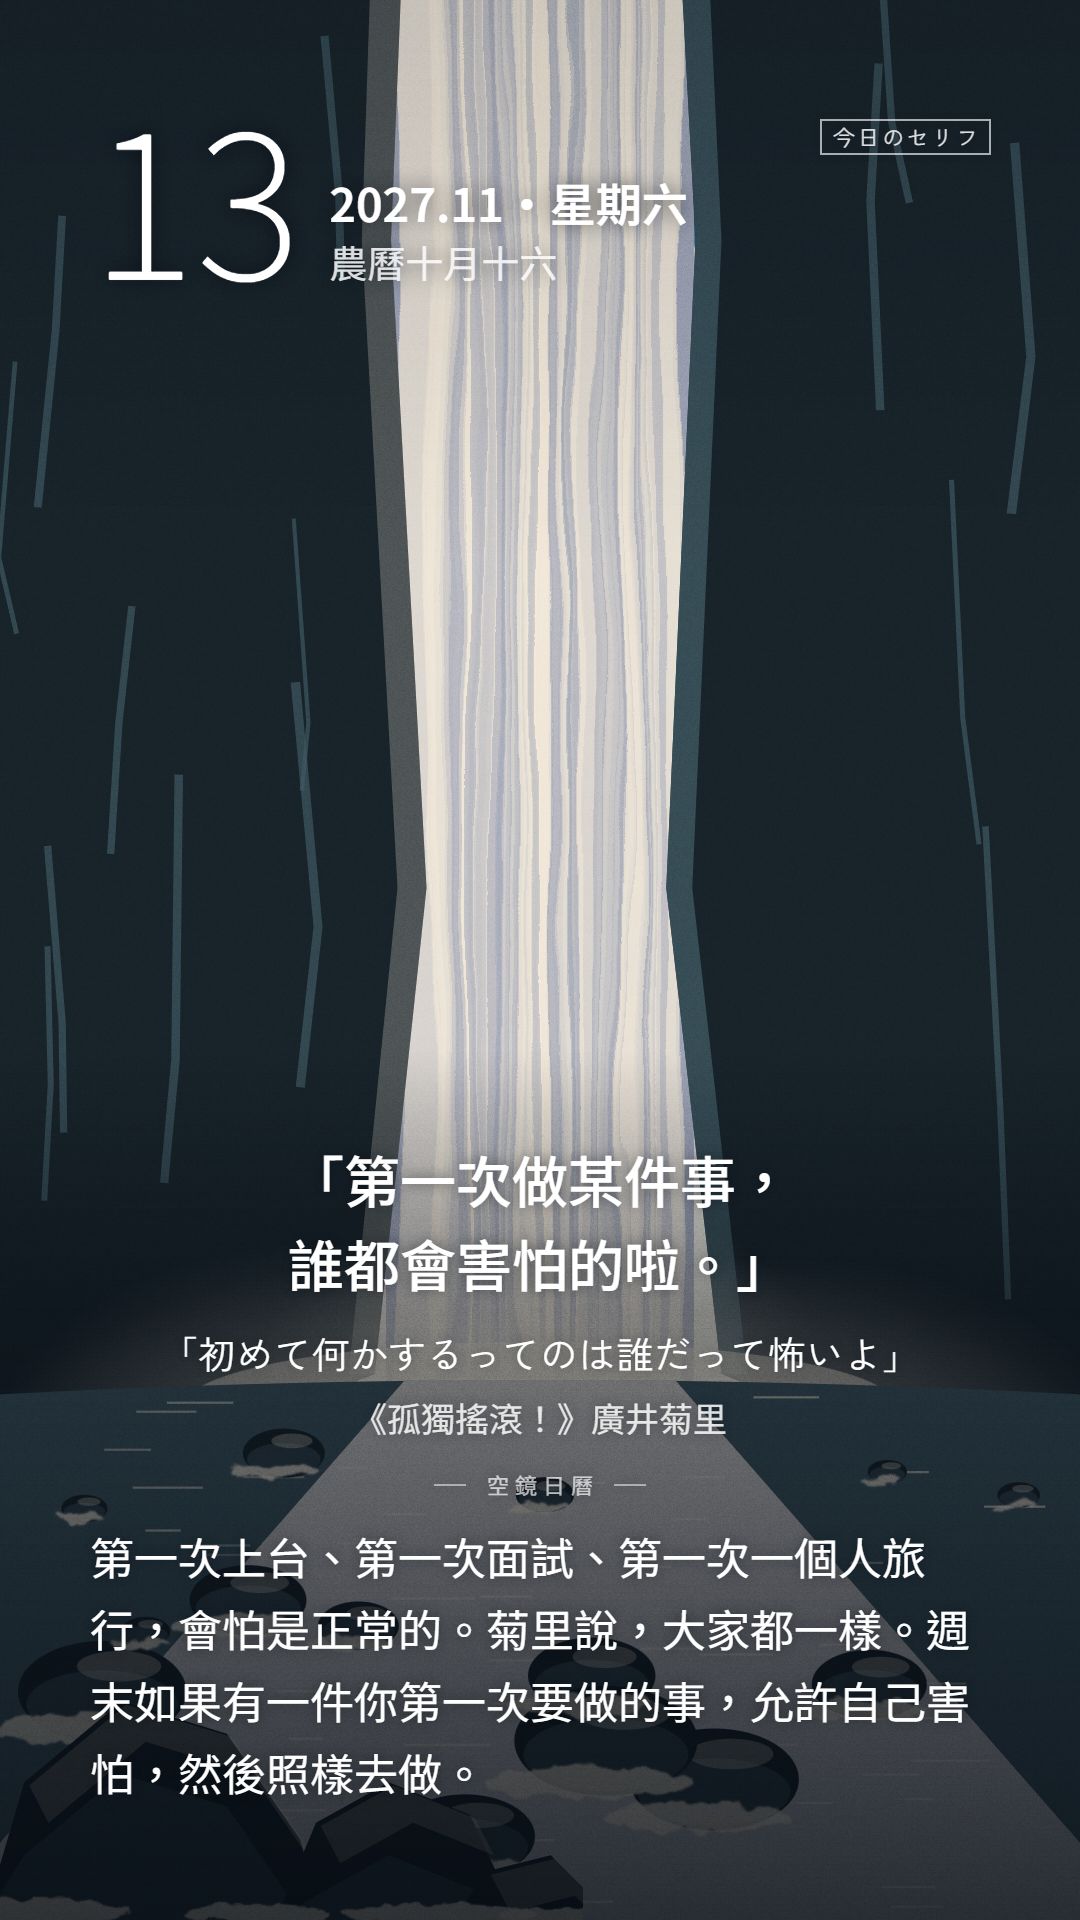 13
2027.11・星期六
農曆十月十六
今日のセリフ
「第一次做某件事，
誰都會害怕的啦。」
「初めて何かするってのは誰だって怖いよ」
《孤獨搖滾！》廣井菊里
空鏡日曆
第一次上台、第一次面試、第一次一個人旅
行，會怕是正常的。菊里說，大家都一樣。週
末如果有一件你第一次要做的事，允許自己害
怕，然後照樣去做。